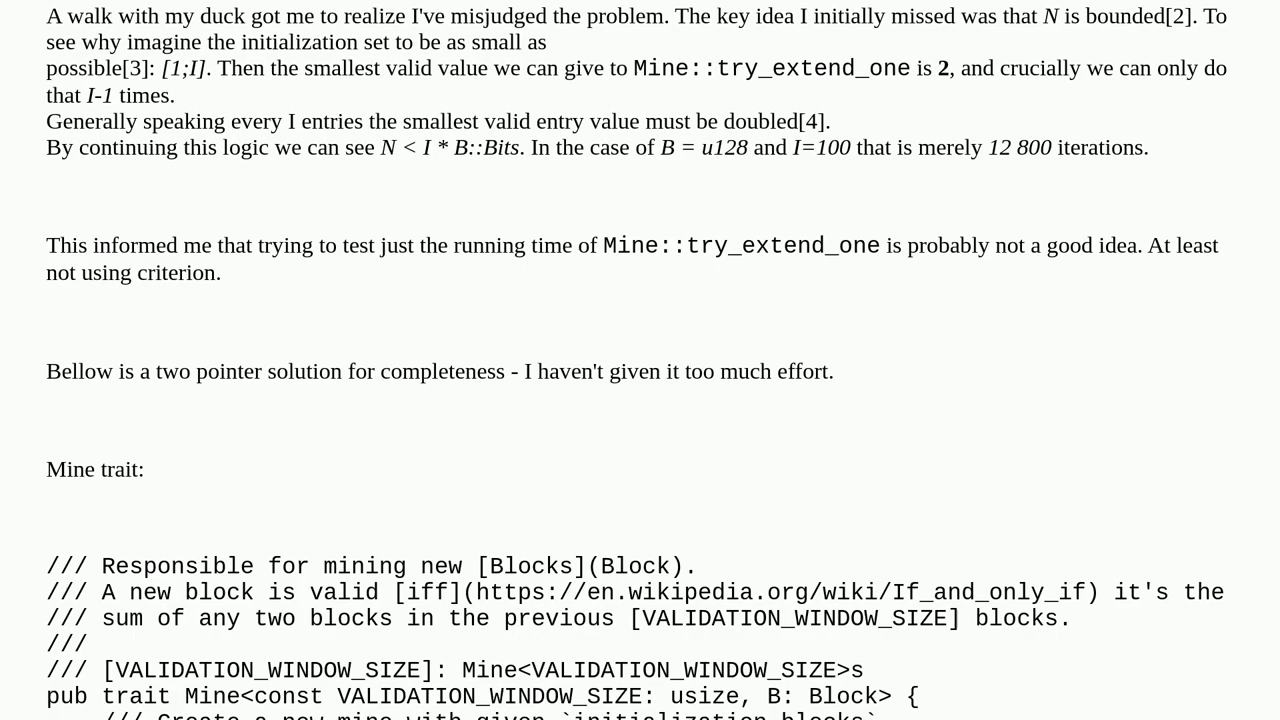 A walk with my duck got me to realize I've misjudged the problem. The key idea I initially missed was that N is bounded[2]. To
see why imagine the initialization set to be as small as
possible[3]: [1;I]. Then the smallest valid value we can give to Mine::try_extend_one is 2, and crucially we can only do
that I-1 times.
Generally speaking every I entries the smallest valid entry value must be doubled[4].
By continuing this logic we can see N < I * B::Bits. In the case of B = u128 and I=100 that is merely 12 800 iterations.
This informed me that trying to test just the running time of Mine::try_extend_one is probably not a good idea. At least
not using criterion.
Bellow is a two pointer solution for completeness - I haven't given it too much effort.
Mine trait:
/// Responsible for mining new [Blocks](Block).
/// A new block is valid [iff](https://en.wikipedia.org/wiki/If_and_only_if) it's the
/// sum of any two blocks in the previous [VALIDATION_WINDOW_SIZE] blocks.
///
/// [VALIDATION_WINDOW_SIZE]: Mine<VALIDATION_WINDOW_SIZE>s
pub trait Mine<const VALIDATION_WINDOW_SIZE: usize, B: Block> {
/// Create a new mine with given `initialization blocks`